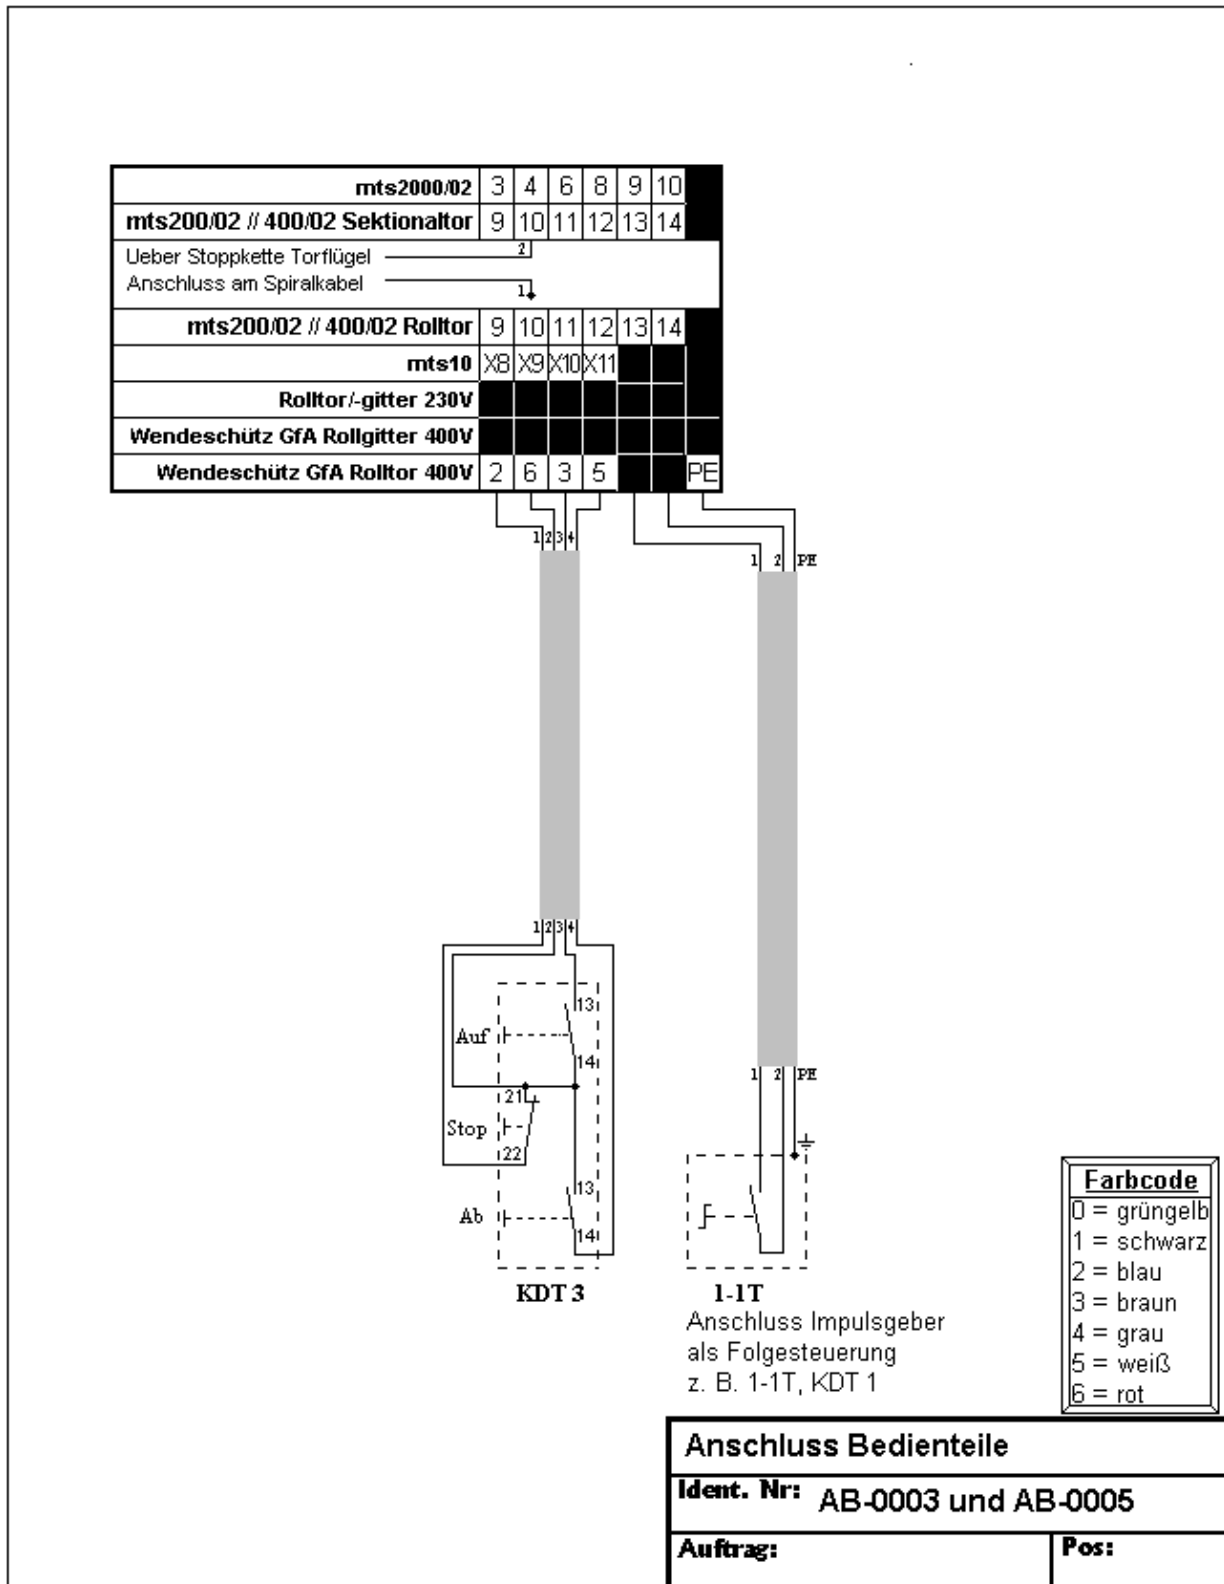 mts2000/02 3 4 6 8 9 10
mts200/02 // 400/02 Sektionaltor 9 10 11 12 13 14
Ueber Stoppkette Torflügel 2
Anschluss am Spiralkabel 1
mts200/02 // 400/02 Rolltor 9 10 11 12 13 14
mts10 X8 X9 X10 X11
Rolltor/-gitter 230V
Wendeschütz GfA Rollgitter 400V
Wendeschütz GfA Rolltor 400V 2 6 3 5 PE
1 2 3 4
1 2 PE
1 2 3 4
13
Auf
14
1 2 PE
21
Stop
22
13
Ab
14
KDT 3
1-1T
Anschluss Impulsgeber
als Folgesteuerung
z. B. 1-1T, KDT 1
Farbcode
0 = grüngelb
1 = schwarz
2 = blau
3 = braun
4 = grau
5 = weiß
6 = rot
Anschluss Bedienteile
Ident. Nr: AB-0003 und AB-0005
Auftrag: Pos: